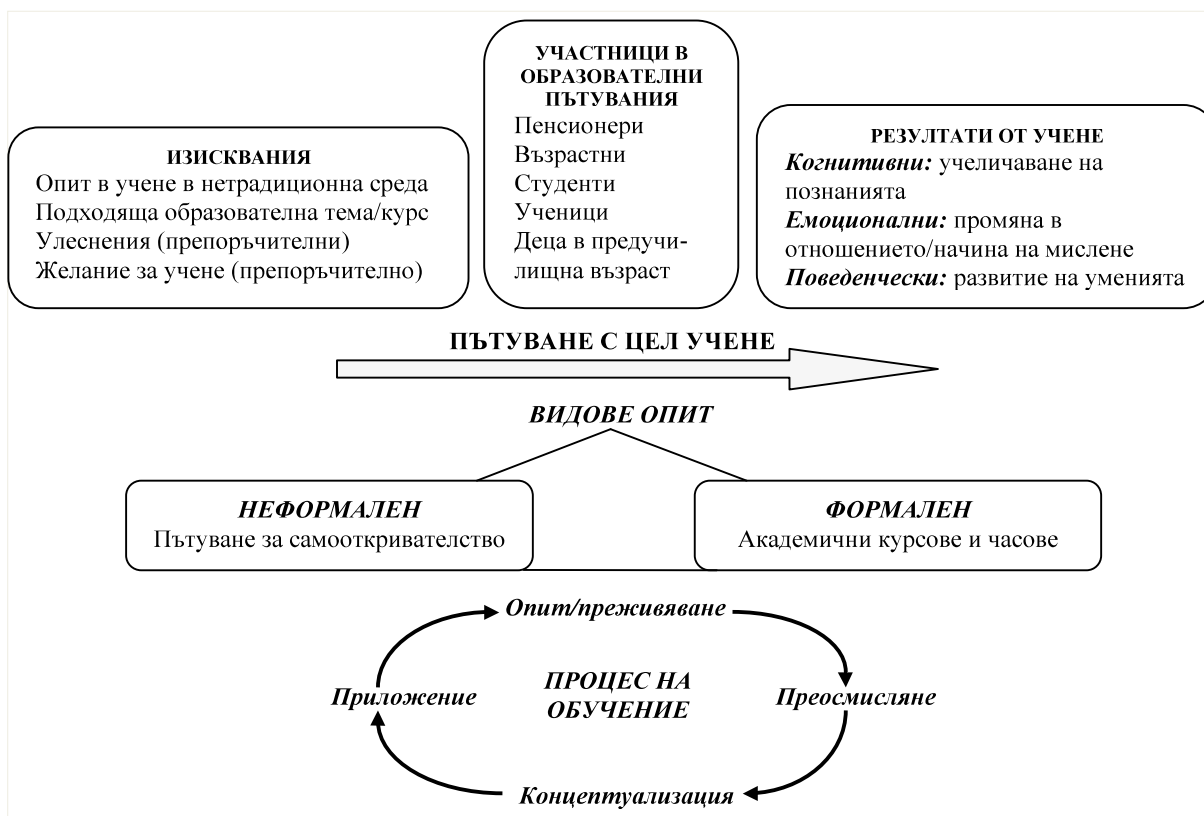 ИЗИСКВАНИЯ
Опит в учене в нетрадиционна среда
Подходяща образователна тема/курс
Улеснения (препоръчителни)
Желание за учене (препоръчително)
УЧАСТНИЦИ В
ОБРАЗОВАТЕЛНИ
ПЪТУВАНИЯ
Пенсионери
Възрастни
Студенти
Ученици
Деца в предучи-
лищна възраст
РЕЗУЛТАТИ ОТ УЧЕНЕ
Когнитивни: учеличаване на
познанията
Емоционални: промяна в
отношението/начина на мислене
Поведенчески: развитие на уменията
ПЪТУВАНЕ С ЦЕЛ УЧЕНЕ
ВИДОВЕ ОПИТ
НЕФОРМАЛЕН
Пътуване за самооткривателство
ФОРМАЛЕН
Академични курсове и часове
Опит/преживяване
Приложение
ПРОЦЕС НА
ОБУЧЕНИЕ
Преосмисляне
Концептуализация